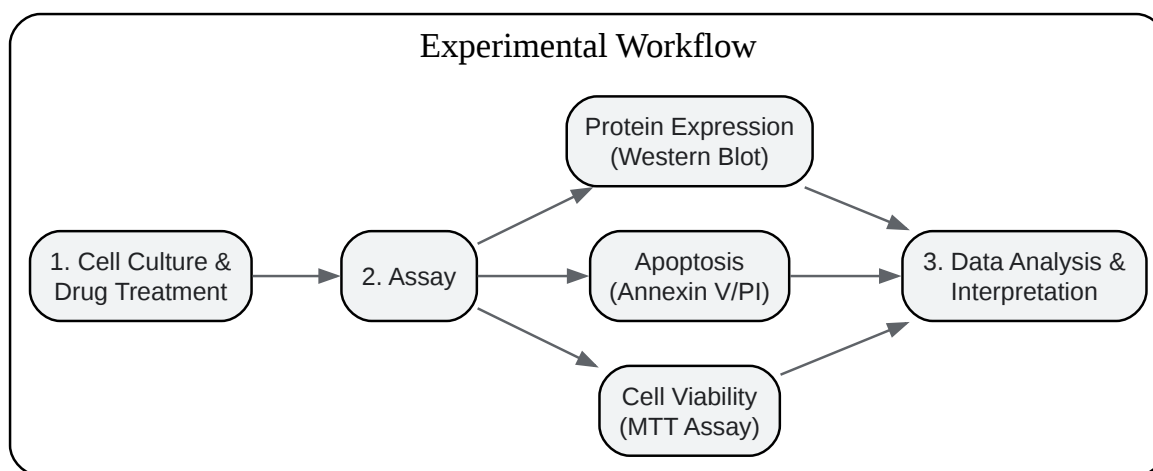 Experimental Workflow
Protein Expression
(Western Blot)
1. Cell Culture &
Drug Treatment
2. Assay
Apoptosis
(Annexin V/PI)
3. Data Analysis &
Interpretation
Cell Viability
(MTT Assay)